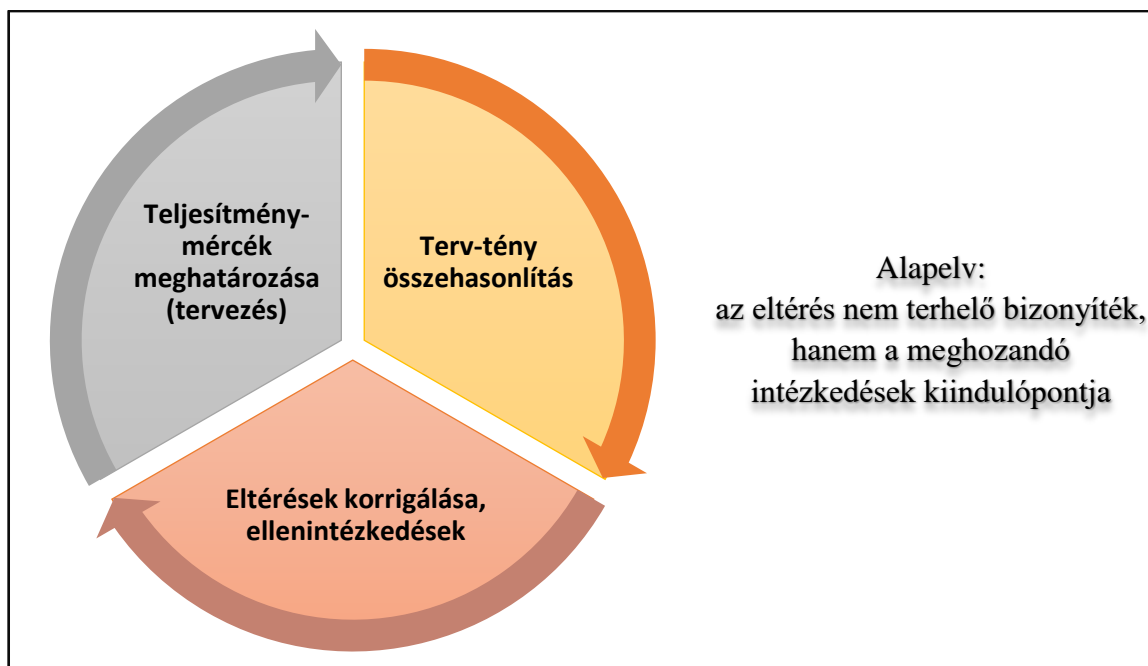 Teljesítmény-
mércék
meghatározása
(tervezés)
Terv-tény
összehasonlítás
Eltérések korrigálása,
ellenintézkedések
Alapelv:
az eltérés nem terhelő bizonyíték,
hanem a meghozandó
intézkedések kiindulópontja